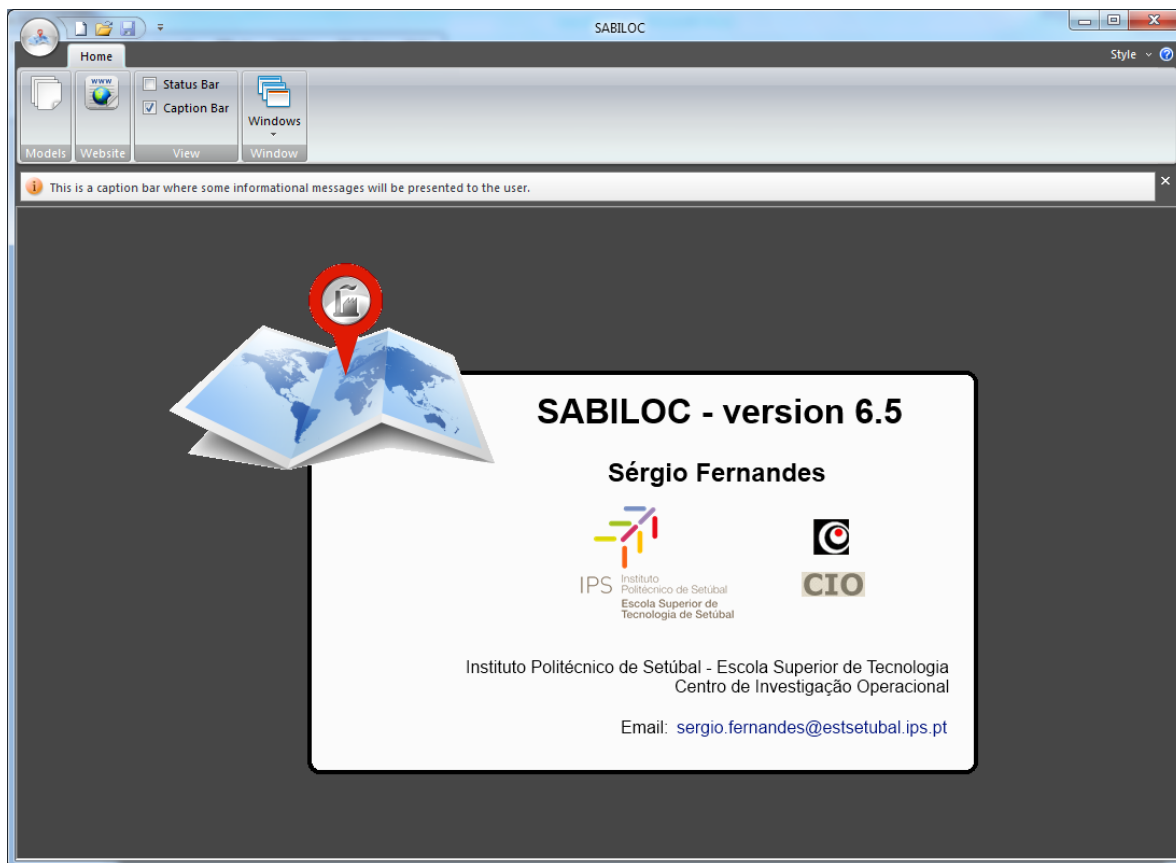 SABILOC
Home
Style
WWW
Status Bar
Caption Bar
Windows
Models
Website
View
Window
This is a caption bar where some informational messages will be presented to the user.
SABILOC - version 6.5
Sérgio Fernandes
IPS
Instituto
Politécnico de Setúbal
Escola Superior de
Tecnologia de Setúbal
CIO
Instituto Politécnico de Setúbal - Escola Superior de Tecnologia
Centro de Investigação Operacional
Email: sergio.fernandes@estsetubal.ips.pt